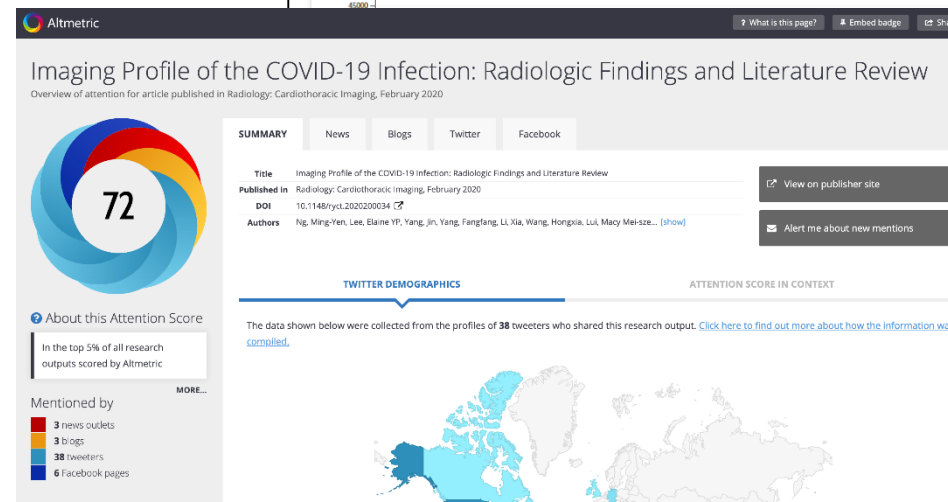 45000
Altmetric
? What is this page?
Embed badge
Sha
Imaging Profile of the COVID-19 Infection: Radiologic Findings and Literature Review
Overview of attention for article published in Radiology: Cardiothoracic Imaging, February 2020
72
SUMMARY News Blogs Twitter Facebook
Title Imaging Profile of the COVID-19 Infection: Radiologic Findings and Literature Review
Published in Radiology: Cardiothoracic Imaging, February 2020
DOI 10.1148/ryct.2020200034
Authors Ng, Ming-Yen, Lee, Elaine YP, Yang, Jin, Yang, Fangfang, Li, Xia, Wang, Hongxia, Lui, Macy Mei-sze... [show]
View on publisher site
Alert me about new mentions
TWITTER DEMOGRAPHICS
ATTENTION SCORE IN CONTEXT
The data shown below were collected from the profiles of 38 tweeters who shared this research output. Click here to find out more about how the information wa
compiled.
? About this Attention Score
In the top 5% of all research
outputs scored by Altmetric
MORE...
Mentioned by
3 news outlets
3 blogs
38 tweeters
6 Facebook pages